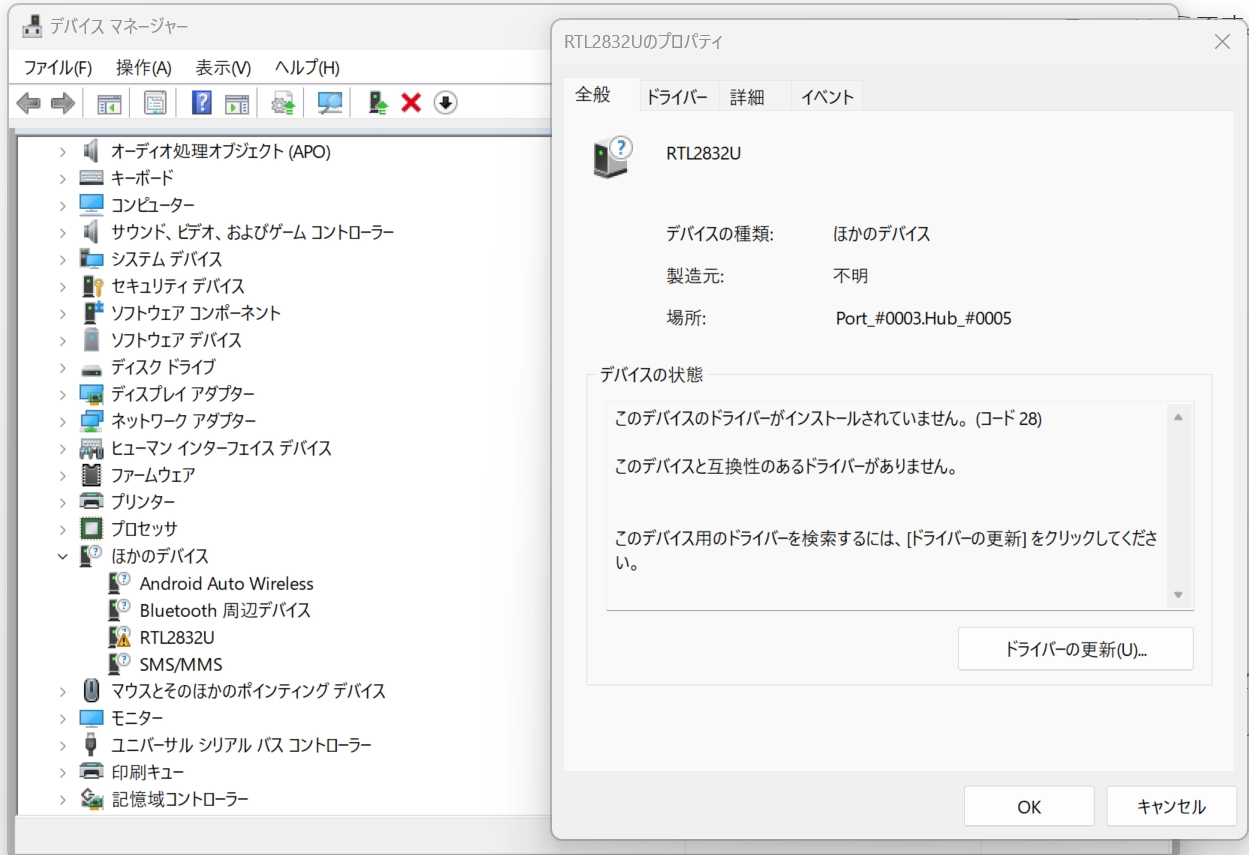 デバイス マネージャー
ファイル(F) 操作(A) 表示(V) ヘルプ(H)
オーディオ処理オブジェクト (APO)
キーボード
コンピューター
サウンド、ビデオ、およびゲーム コントローラー
システム デバイス
セキュリティ デバイス
ソフトウェア コンポーネント
ソフトウェア デバイス
ディスク ドライブ
ディスプレイ アダプター
ネットワーク アダプター
ヒューマン インターフェイス デバイス
ファームウェア
プリンター
プロセッサ
ほかのデバイス
Android Auto Wireless
Bluetooth 周辺デバイス
RTL2832U
SMS/MMS
マウスとそのほかのポインティング デバイス
モニター
ユニバーサル シリアル バス コントローラー
印刷キュー
記憶域コントローラー
RTL2832Uのプロパティ
全般 ドライバー 詳細 イベント
RTL2832U
デバイスの種類: ほかのデバイス
製造元: 不明
場所: Port_#0003.Hub_#0005
デバイスの状態
このデバイスのドライバーがインストールされていません。 (コード 28)
このデバイスと互換性のあるドライバーがありません。
このデバイス用のドライバーを検索するには、[ドライバーの更新] をクリックしてくださ
い。
ドライバーの更新(U)...
OK キャンセル